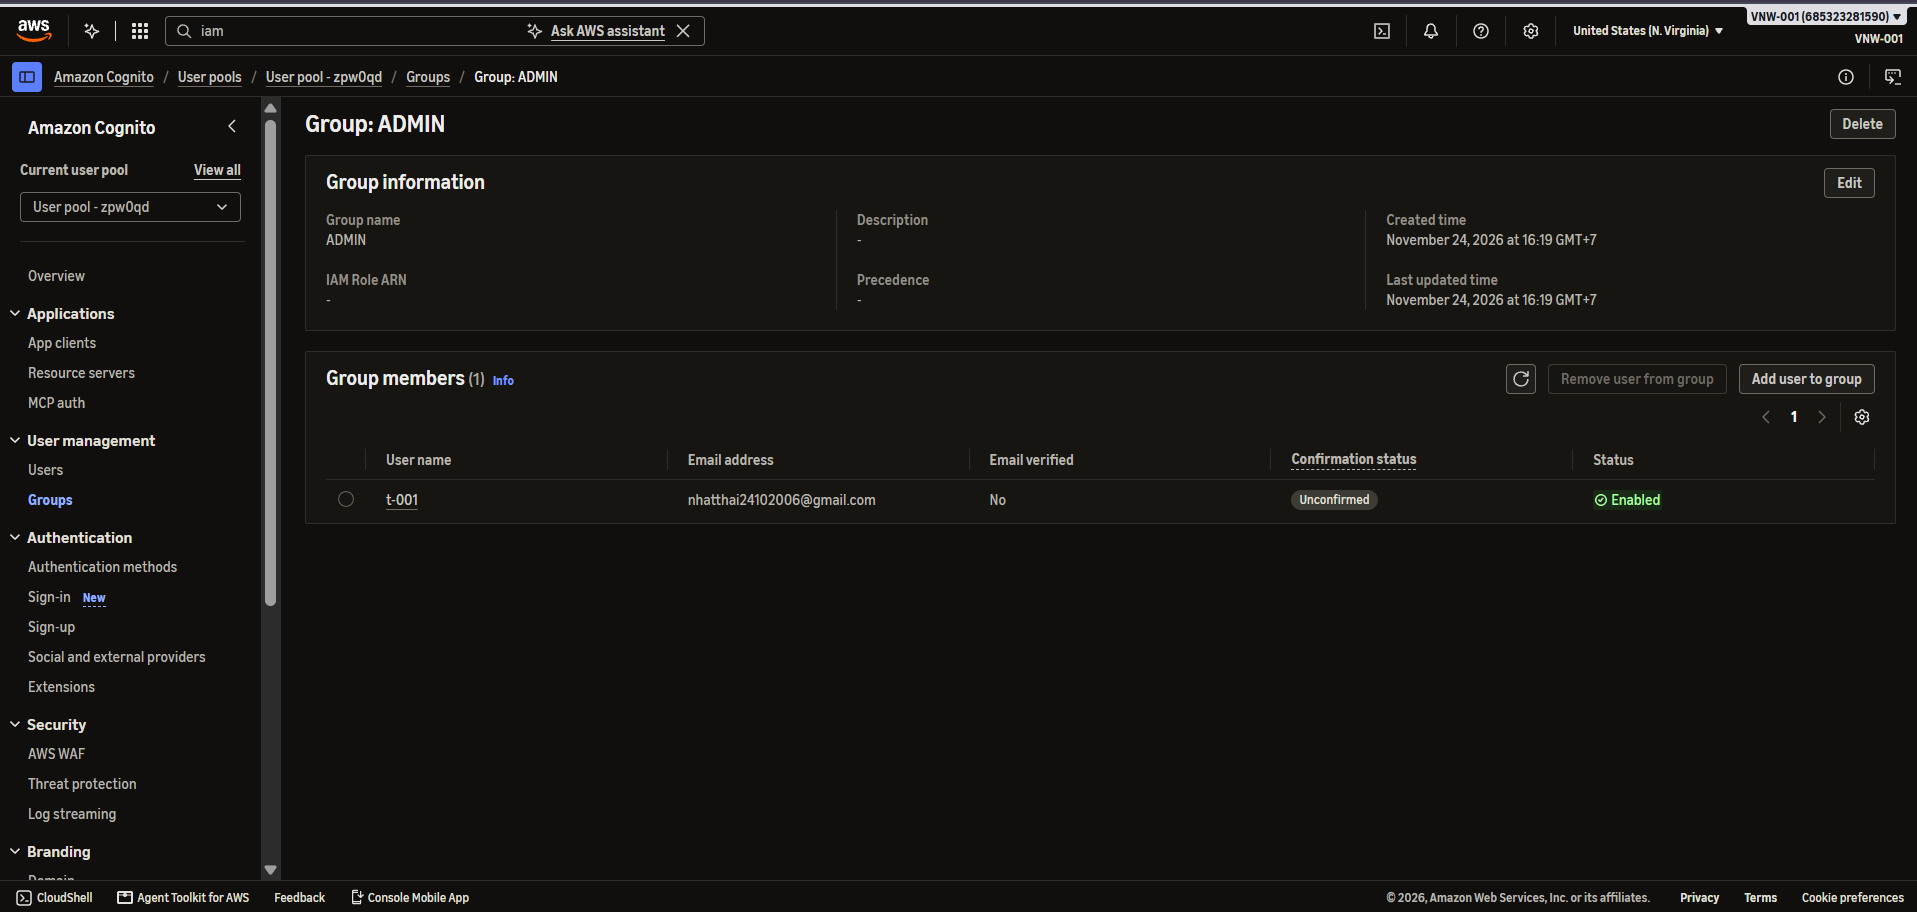 aws
iam
Ask AWS assistant
United States (N. Virginia)
VNW-001 (685323281590)
VNW-001
Amazon Cognito / User pools / User pool - zpw0qd / Groups / Group: ADMIN
Amazon Cognito
Current user pool
View all
User pool - zpw0qd
Overview
Applications
App clients
Resource servers
MCP auth
User management
Users
Groups
Authentication
Authentication methods
Sign-in New
Sign-up
Social and external providers
Extensions
Security
AWS WAF
Threat protection
Log streaming
Branding
Domain
Group: ADMIN
Delete
Group information
Edit
Group name
ADMIN
Description
-
Created time
November 24, 2026 at 16:19 GMT+7
IAM Role ARN
-
Precedence
-
Last updated time
November 24, 2026 at 16:19 GMT+7
Group members (1) Info
Remove user from group
Add user to group
1
User name Email address Email verified Confirmation status Status
t-001 nhatthai24102006@gmail.com No Unconfirmed Enabled
CloudShell Agent Toolkit for AWS Feedback Console Mobile App
© 2026, Amazon Web Services, Inc. or its affiliates. Privacy Terms Cookie preferences